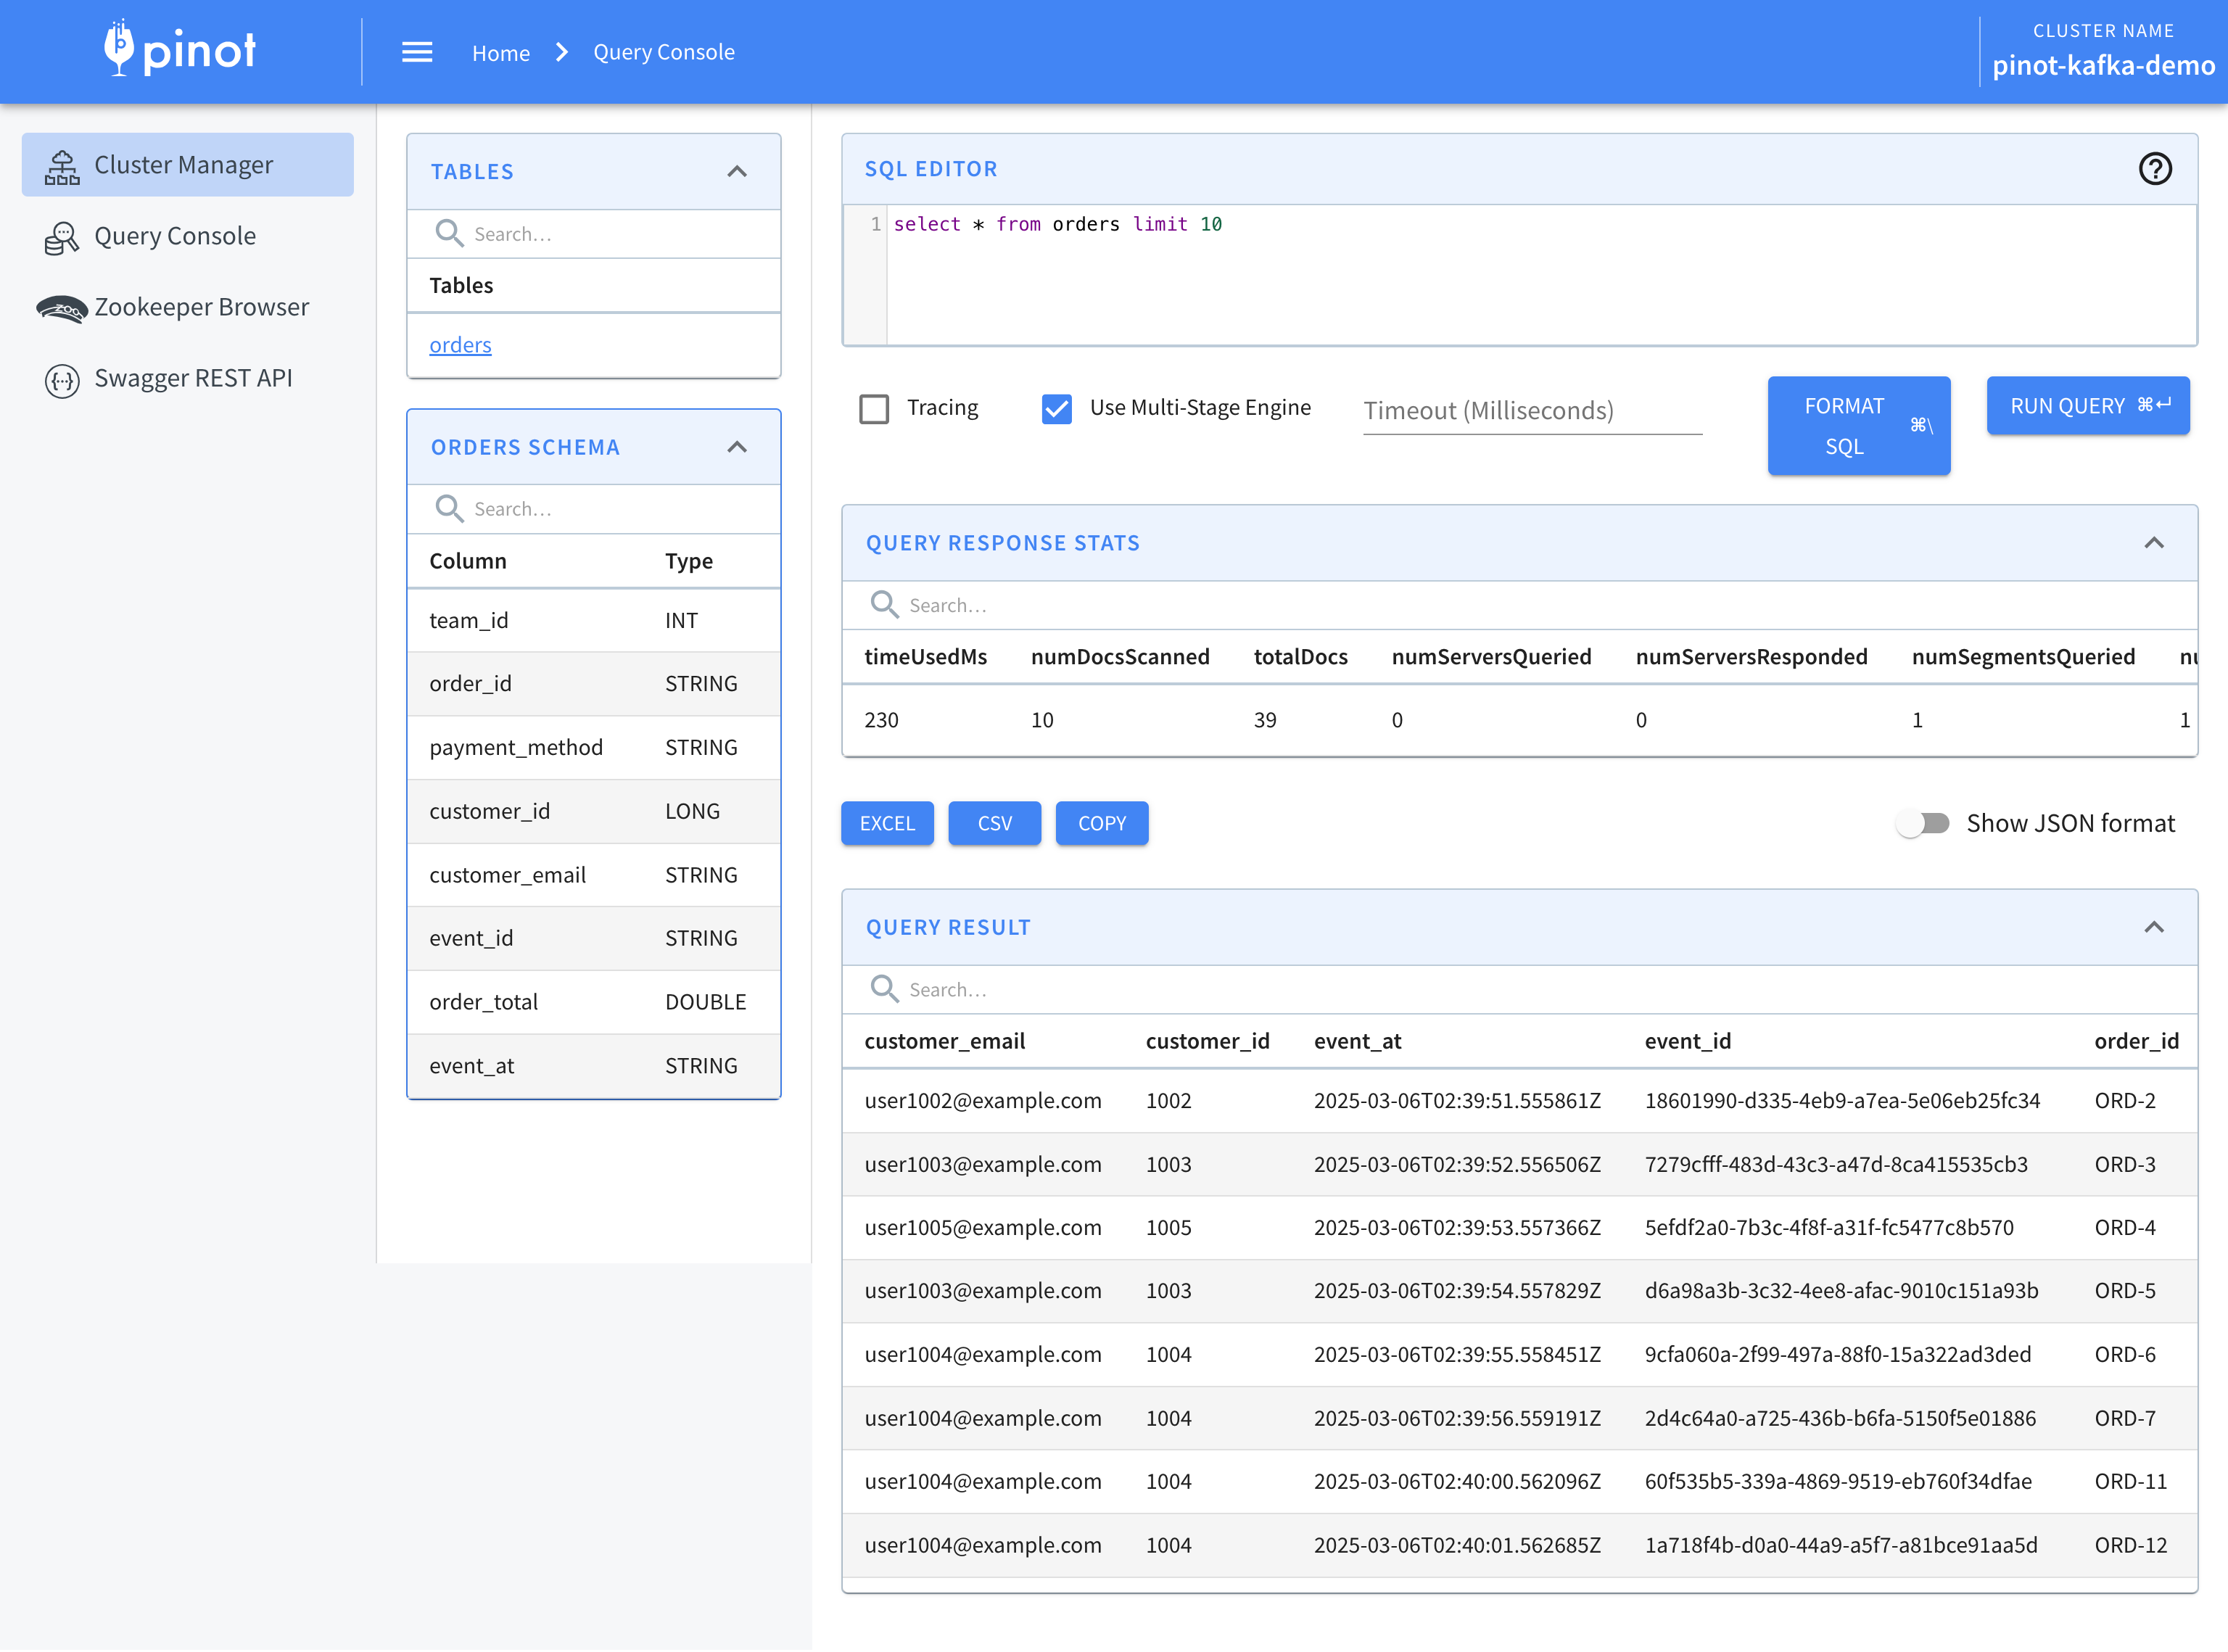 pinot
Home
Query Console
CLUSTER NAME
pinot-kafka-demo
Cluster Manager
Query Console
Zookeeper Browser
Swagger REST API
TABLES
Search...
Tables
orders
ORDERS SCHEMA
Search...
Column Type
team_id INT
order_id STRING
payment_method STRING
customer_id LONG
customer_email STRING
event_id STRING
order_total DOUBLE
event_at STRING
SQL EDITOR
1 select * from orders limit 10
Tracing
Use Multi-Stage Engine
Timeout (Milliseconds)
FORMAT
SQL ⌘\
RUN QUERY ⌘↵
QUERY RESPONSE STATS
Search...
timeUsedMs numDocsScanned totalDocs numServersQueried numServersResponded numSegmentsQueried
230 10 39 0 0 1 1
EXCEL CSV COPY
Show JSON format
QUERY RESULT
Search...
customer_email customer_id event_at event_id order_id
user1002@example.com 1002 2025-03-06T02:39:51.555861Z 18601990-d335-4eb9-a7ea-5e06eb25fc34 ORD-2
user1003@example.com 1003 2025-03-06T02:39:52.556506Z 7279cfff-483d-43c3-a47d-8ca415535cb3 ORD-3
user1005@example.com 1005 2025-03-06T02:39:53.557366Z 5efdf2a0-7b3c-4f8f-a31f-fc5477c8b570 ORD-4
user1003@example.com 1003 2025-03-06T02:39:54.557829Z d6a98a3b-3c32-4ee8-afac-9010c151a93b ORD-5
user1004@example.com 1004 2025-03-06T02:39:55.558451Z 9cfa060a-2f99-497a-88f0-15a322ad3ded ORD-6
user1004@example.com 1004 2025-03-06T02:39:56.559191Z 2d4c64a0-a725-436b-b6fa-5150f5e01886 ORD-7
user1004@example.com 1004 2025-03-06T02:40:00.562096Z 60f535b5-339a-4869-9519-eb760f34dfae ORD-11
user1004@example.com 1004 2025-03-06T02:40:01.562685Z 1a718f4b-d0a0-44a9-a5f7-a81bce91aa5d ORD-12